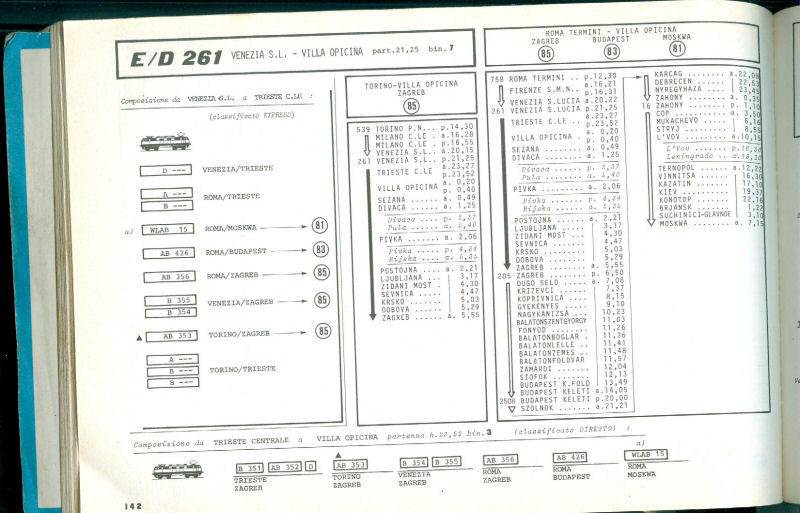 E/D 261 VENEZIA S.L. - VILLA OPICINA part.21,25 bin.7
Composizione da VENEZIA S.L. a TRIESTE C.LE :
(classificato EXPRESS)
D --- VENEZIA/TRIESTE
A ---
B ---
ROMA/TRIESTE
a) WLAB 15 ROMA/MOSKWA 81
AB 426 ROMA/BUDAPEST 83
AB 356 ROMA/ZAGREB 85
B 355
B 354
VENEZIA/ZAGREB 85
AB 353 TORINO/ZAGREB 85
A ---
B ---
B ---
TORINO/TRIESTE
TORINO-VILLA OPICINA
ZAGREB
85
539 TORINO P.N... p.14,30
MILANO C.LE . a.16,28
MILANO C.LE . p.16,55
VENEZIA S.L.. a.20,15
261 VENEZIA S.L.. p.21,25
TRIESTE C.LE a.23,27
p.23,52
VILLA OPICINA a. 0,20
p. 0,40
SEZANA ...... a. 0,49
DIVACA ...... a. 1,25
Divaca .... p. 2,37
Pula ...... a. 5,40
PIVKA ....... a. 2,06
Pivka ..... p. 4,24
Rijeka .... a. 5,35
POSTOJNA .... a. 2,21
LJUBLJANA ... 3,17
ZIDANI MOST .. 4,30
SEVNICA ..... 4,47
KRSKO ....... 5,03
DOBOVA ...... 5,29
ZAGREB ...... a. 5,55
ROMA TERMINI - VILLA OPICINA
ZAGREB BUDAPEST MOSKWA
85 83 81
758 ROMA TERMINI .. p.12,30
FIRENZE S.M.N.. a.16,21
p.16,31
VENEZIA S.LUCIA a.20,22
261 VENEZIA S.LUCIA p.21,25
TRIESTE C.LE ... a.23,27
p.23,52
VILLA OPICINA . a. 0,20
p. 0,40
SEZANA ........ a. 0,49
DIVACA ........ a. 1,25
Divaca ...... p. 2,37
Pula ........ a. 5,40
PIVKA ......... a. 2,06
Pivka ....... p. 4,24
Rijeka ...... a. 5,35
POSTOJNA ...... a. 2,21
LJUBLJANA ..... 3,17
ZIDANI MOST ... 4,30
SEVNICA ....... 4,47
KRSKO ......... 5,03
DOBOVA ........ 5,29
ZAGREB ........ a. 5,55
205 ZAGREB ........ p. 6,50
DUGO SELO ..... a. 7,08
KRIZEVCI ...... 7,37
KOPRIVNICA .... 8,15
GYEKENYES ..... 9,10
NAGYKANIZSA ... 10,23
BALATONSZENTGYORGY 11,03
FONYOD ........ 11,26
BALATONBOGLAR . 11,36
BALATONLELLE .. 11,41
BALATONZEMES .. 11,48
BALATONFOLDVAR 11,57
ZAMARDI ....... 12,04
SIOFOK ........ 12,13
BUDAPEST K.FOLD 13,49
BUDAPEST KELETI a.14,05
2508 BUDAPEST KELETI p.20,00
SZOLNOK ....... a.21,21
KARCAG ........ a.22,08
DEBRECEN ...... 22,52
NYREGYHAZA .... 23,45
ZAHONY ........ a. 0,35
16 ZAHONY ........ p. 1,10
COP ........... a. 3,50
MUKACHEVO ..... 6,16
STRYJ ......... 8,55
L'VOV ......... a.10,15
L'Vov ....... p.18,30
Leningrado .. a.18,10
TERNOPOL ...... a.12,22
VINNITSA ...... 16,30
KAZATIN ....... 17,10
KIEV .......... 19,37
KONOTOP ....... 22,16
BRJANSK ....... 1,22
SUCHINICI-GLAVNOE 3,10
MOSKWA ........ a. 7,15
Composizione da TRIESTE CENTRALE a VILLA OPICINA partenza h.23,52 bin.3 (classificato DIRETTO) :
B 351 AB 352 D
TRIESTE
ZAGREB
AB 353
TORINO
ZAGREB
B 354 B 355
VENEZIA
ZAGREB
AB 356
ROMA
ZAGREB
AB 426
ROMA
BUDAPEST
a)
WLAB 15
ROMA
MOSKWA
142